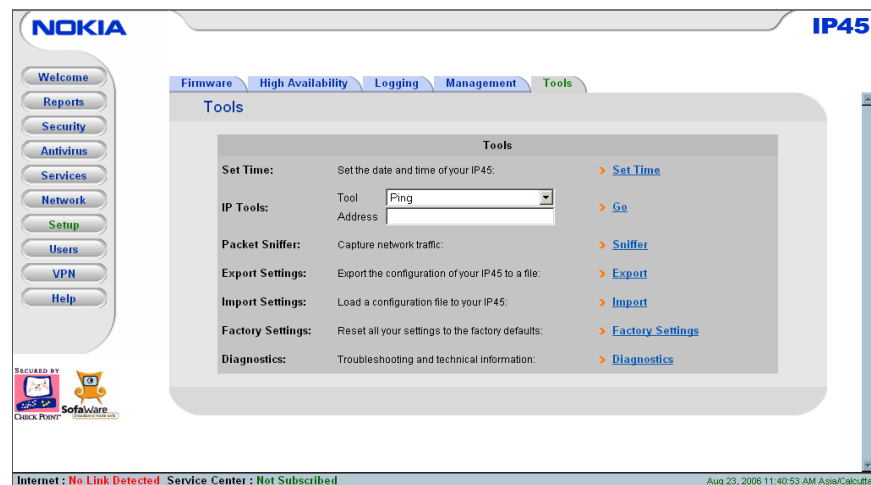 NOKIA
IP45
Welcome
Reports
Security
Antivirus
Services
Network
Setup
Users
VPN
Help
Firmware High Availability Logging Management Tools
Tools
Tools
Set Time: Set the date and time of your IP45: Set Time
IP Tools: Tool Ping Go
Address
Packet Sniffer: Capture network traffic: Sniffer
Export Settings: Export the configuration of your IP45 to a file: Export
Import Settings: Load a configuration file to your IP45: Import
Factory Settings: Reset all your settings to the factory defaults: Factory Settings
Diagnostics: Troubleshooting and technical information: Diagnostics
SECURED BY
CHECK POINT
SofaWare
Internet : No Link Detected Service Center : Not Subscribed
Aug 23, 2006 11:40:53 AM Asia/Calcutta